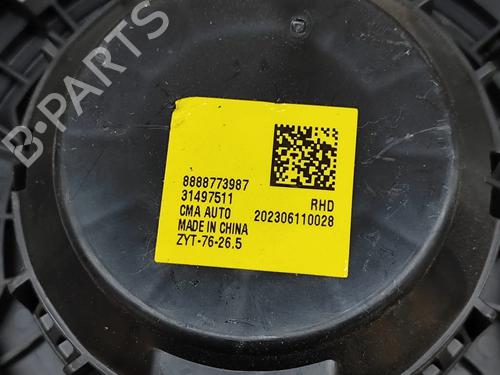 B-PARTS
8888773987
31497511
RHD
CMA AUTO
202306110028
MADE IN CHINA
ZYT-76-26.5